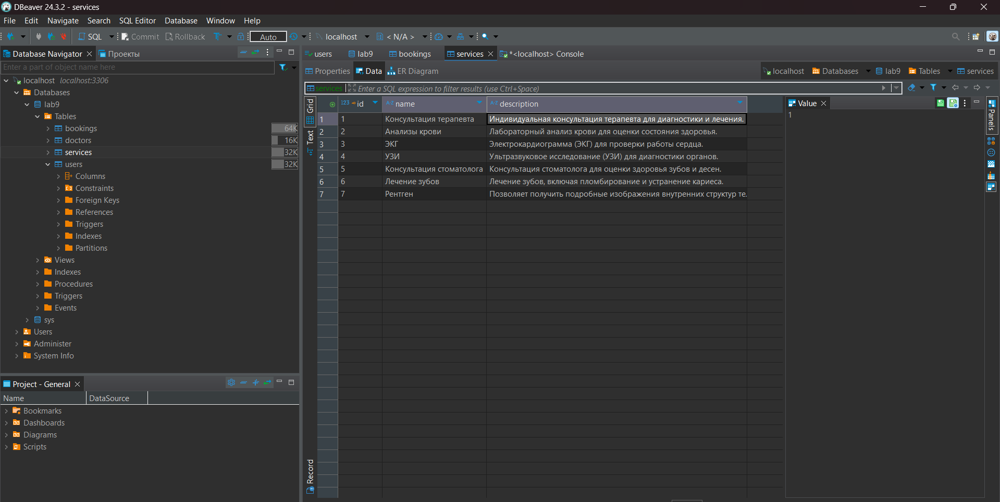 DBeaver 24.3.2 - services
File Edit Navigate Search SQL Editor Database Window Help
SQL Commit Rollback Auto localhost < N/A >
Database Navigator Проекты
Enter a part of object name here
localhost localhost:3306
Databases
lab9
Tables
bookings 64K
doctors 16K
services 32K
users 32K
Columns
Constraints
Foreign Keys
References
Triggers
Indexes
Partitions
Views
Indexes
Procedures
Triggers
Events
sys
Users
Administer
System Info
Project - General
Name DataSource
Bookmarks
Dashboards
Diagrams
Scripts
users lab9 bookings services *<localhost> Console
Properties Data ER Diagram localhost Databases lab9 Tables services
services Enter a SQL expression to filter results (use Ctrl+Space)
Grid
Text
Record
123 id A-Z name A-Z description
1 1 Консультация терапевта Индивидуальная консультация терапевта для диагностики и лечения.
2 2 Анализы крови Лабораторный анализ крови для оценки состояния здоровья.
3 3 ЭКГ Электрокардиограмма (ЭКГ) для проверки работы сердца.
4 4 УЗИ Ультразвуковое исследование (УЗИ) для диагностики органов.
5 5 Консультация стоматолога Консультация стоматолога для оценки здоровья зубов и десен.
6 6 Лечение зубов Лечение зубов, включая пломбирование и устранение кариеса.
7 7 Рентген Позволяет получить подробные изображения внутренних структур те.
Value
1
Panels